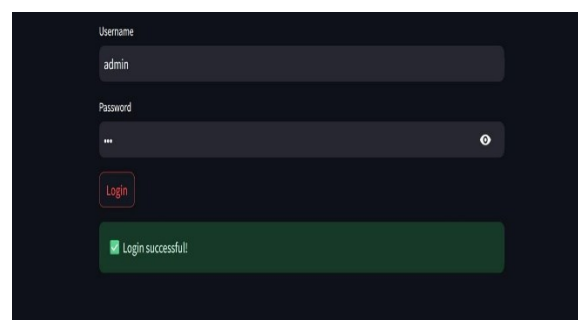 Username
admin
Password
•••
Login
✅ Login successful!